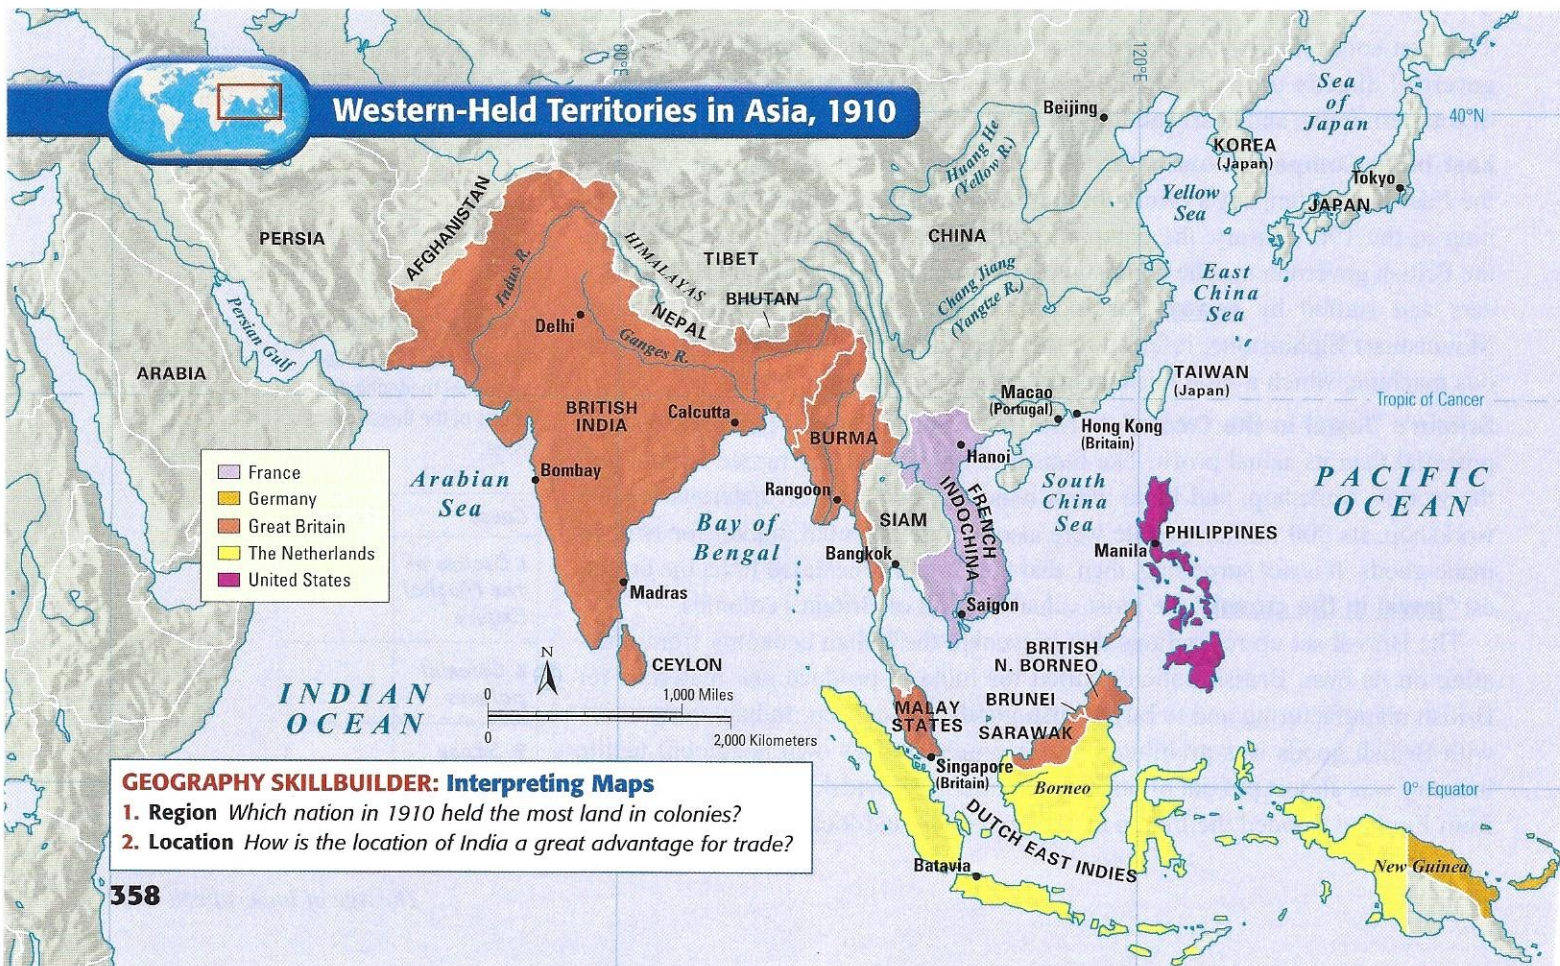 80°E
120°E
Western-Held Territories in Asia, 1910
Sea
of
Japan
40°N
Beijing
Huang He
(Yellow R.)
KOREA
(Japan)
Tokyo
JAPAN
Yellow
Sea
AFGHANISTAN
PERSIA
CHINA
TIBET
HIMALAYAS
Indus R.
BHUTAN
NEPAL
Chang Jiang
(Yangtze R.)
East
China
Sea
Persian Gulf
Delhi
Ganges R.
ARABIA
TAIWAN
(Japan)
Macao
(Portugal)
Hong Kong
(Britain)
Tropic of Cancer
BRITISH
INDIA
Calcutta
BURMA
Hanoi
France
Germany
Great Britain
The Netherlands
United States
Arabian
Sea
Bombay
Rangoon
Bay of
Bengal
SIAM
FRENCH
INDOCHINA
South
China
Sea
PACIFIC
OCEAN
PHILIPPINES
Manila
Bangkok
Madras
Saigon
CEYLON
BRITISH
N. BORNEO
BRUNEI
SARAWAK
MALAY
STATES
INDIAN
OCEAN
N
0
1,000 Miles
0
2,000 Kilometers
Singapore
(Britain)
Borneo
0° Equator
DUTCH EAST INDIES
Batavia
New Guinea
GEOGRAPHY SKILLBUILDER: Interpreting Maps
1. Region Which nation in 1910 held the most land in colonies?
2. Location How is the location of India a great advantage for trade?
358